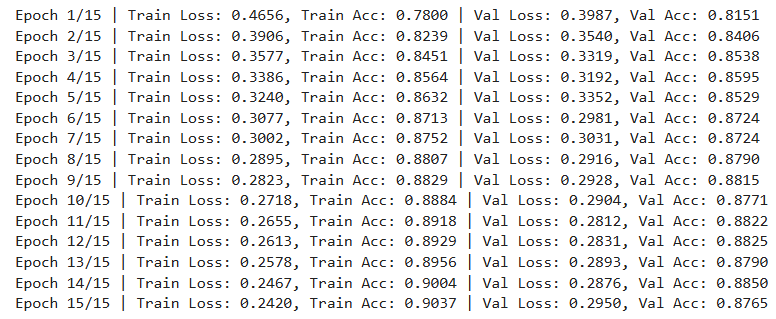 Epoch 1/15 | Train Loss: 0.4656, Train Acc: 0.7800 | Val Loss: 0.3987, Val Acc: 0.8151
Epoch 2/15 | Train Loss: 0.3906, Train Acc: 0.8239 | Val Loss: 0.3540, Val Acc: 0.8406
Epoch 3/15 | Train Loss: 0.3577, Train Acc: 0.8451 | Val Loss: 0.3319, Val Acc: 0.8538
Epoch 4/15 | Train Loss: 0.3386, Train Acc: 0.8564 | Val Loss: 0.3192, Val Acc: 0.8595
Epoch 5/15 | Train Loss: 0.3240, Train Acc: 0.8632 | Val Loss: 0.3352, Val Acc: 0.8529
Epoch 6/15 | Train Loss: 0.3077, Train Acc: 0.8713 | Val Loss: 0.2981, Val Acc: 0.8724
Epoch 7/15 | Train Loss: 0.3002, Train Acc: 0.8752 | Val Loss: 0.3031, Val Acc: 0.8724
Epoch 8/15 | Train Loss: 0.2895, Train Acc: 0.8807 | Val Loss: 0.2916, Val Acc: 0.8790
Epoch 9/15 | Train Loss: 0.2823, Train Acc: 0.8829 | Val Loss: 0.2928, Val Acc: 0.8815
Epoch 10/15 | Train Loss: 0.2718, Train Acc: 0.8884 | Val Loss: 0.2904, Val Acc: 0.8771
Epoch 11/15 | Train Loss: 0.2655, Train Acc: 0.8918 | Val Loss: 0.2812, Val Acc: 0.8822
Epoch 12/15 | Train Loss: 0.2613, Train Acc: 0.8929 | Val Loss: 0.2831, Val Acc: 0.8825
Epoch 13/15 | Train Loss: 0.2578, Train Acc: 0.8956 | Val Loss: 0.2893, Val Acc: 0.8790
Epoch 14/15 | Train Loss: 0.2467, Train Acc: 0.9004 | Val Loss: 0.2876, Val Acc: 0.8850
Epoch 15/15 | Train Loss: 0.2420, Train Acc: 0.9037 | Val Loss: 0.2950, Val Acc: 0.8765